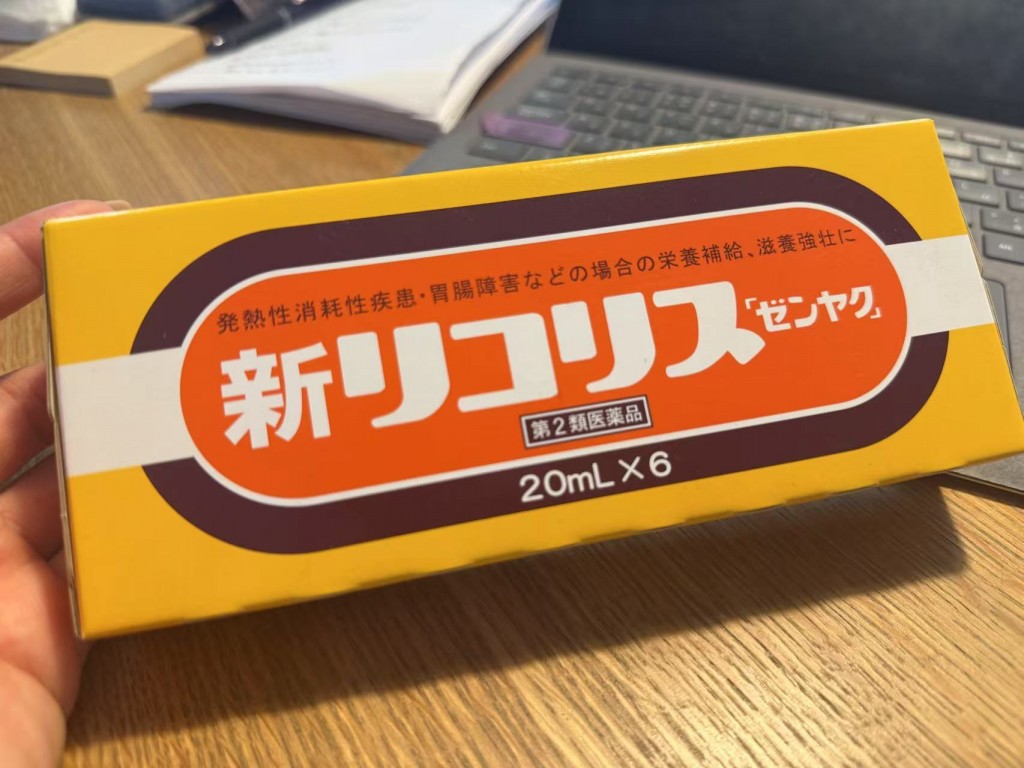 発熱性消耗性疾患・胃腸障害などの場合の栄養補給、滋養強壮に
新リコリス「ゼンヤク」
第2類医薬品
20mL×6